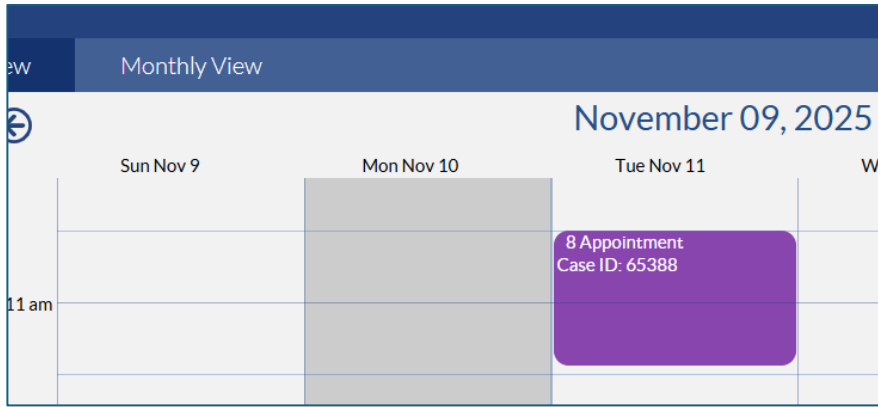 ew
Monthly View
November 09, 2025
Sun Nov 9
Mon Nov 10
Tue Nov 11
W
8 Appointment
Case ID: 65388
11 am